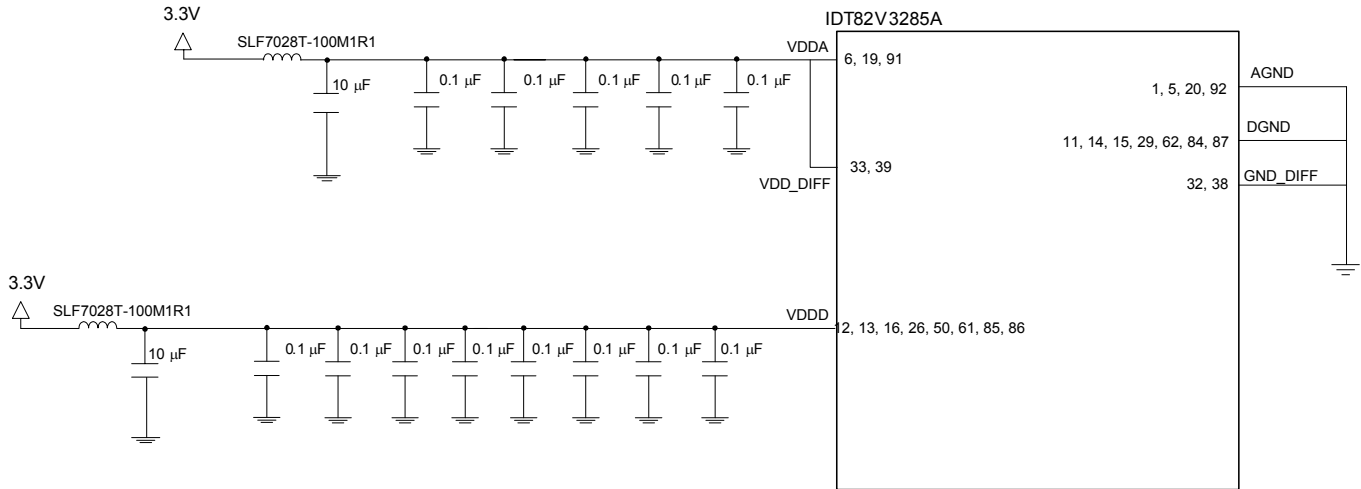 3.3V
IDT82V3285A
SLF7028T-100M1R1
VDDA
6, 19, 91
10 μF
0.1 μF
0.1 μF
0.1 μF
0.1 μF
0.1 μF
AGND
1, 5, 20, 92
DGND
11, 14, 15, 29, 62, 84, 87
33, 39
VDD_DIFF
GND_DIFF
32, 38
3.3V
SLF7028T-100M1R1
VDDD
12, 13, 16, 26, 50, 61, 85, 86
10 μF
0.1 μF
0.1 μF
0.1 μF
0.1 μF
0.1 μF
0.1 μF
0.1 μF
0.1 μF